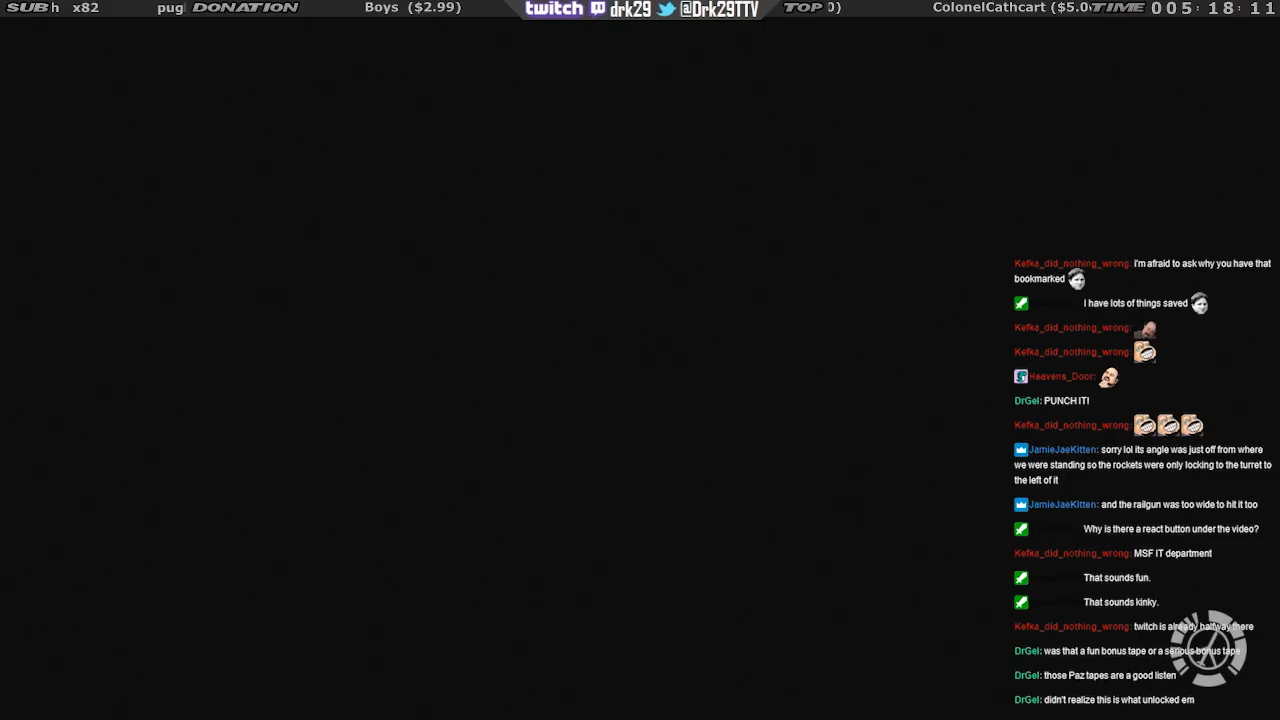 SUB h x82 pug DONATION Boys ($2.99) twitch drk29 @Drk29TTV TOP 0) ColonelCathcart ($5.0 TIME 005:18:11
Kefka_did_nothing_wrong: i'm afraid to ask why you have that
bookmarked
I have lots of things saved
Kefka_did_nothing_wrong:
Kefka_did_nothing_wrong:
Heavens_Door:
DrGel: PUNCH IT!
Kefka_did_nothing_wrong:
JamieJaeKitten: sorry lol its angle was just off from where
we were standing so the rockets were only locking to the turret to
the left of it
JamieJaeKitten: and the railgun was too wide to hit it too
Why is there a react button under the video?
Kefka_did_nothing_wrong: MSF IT department
That sounds fun.
That sounds kinky.
Kefka_did_nothing_wrong: twitch is already halfway there
DrGel: was that a fun bonus tape or a serious bonus tape
DrGel: those Paz tapes are a good listen
DrGel: didn't realize this is what unlocked em